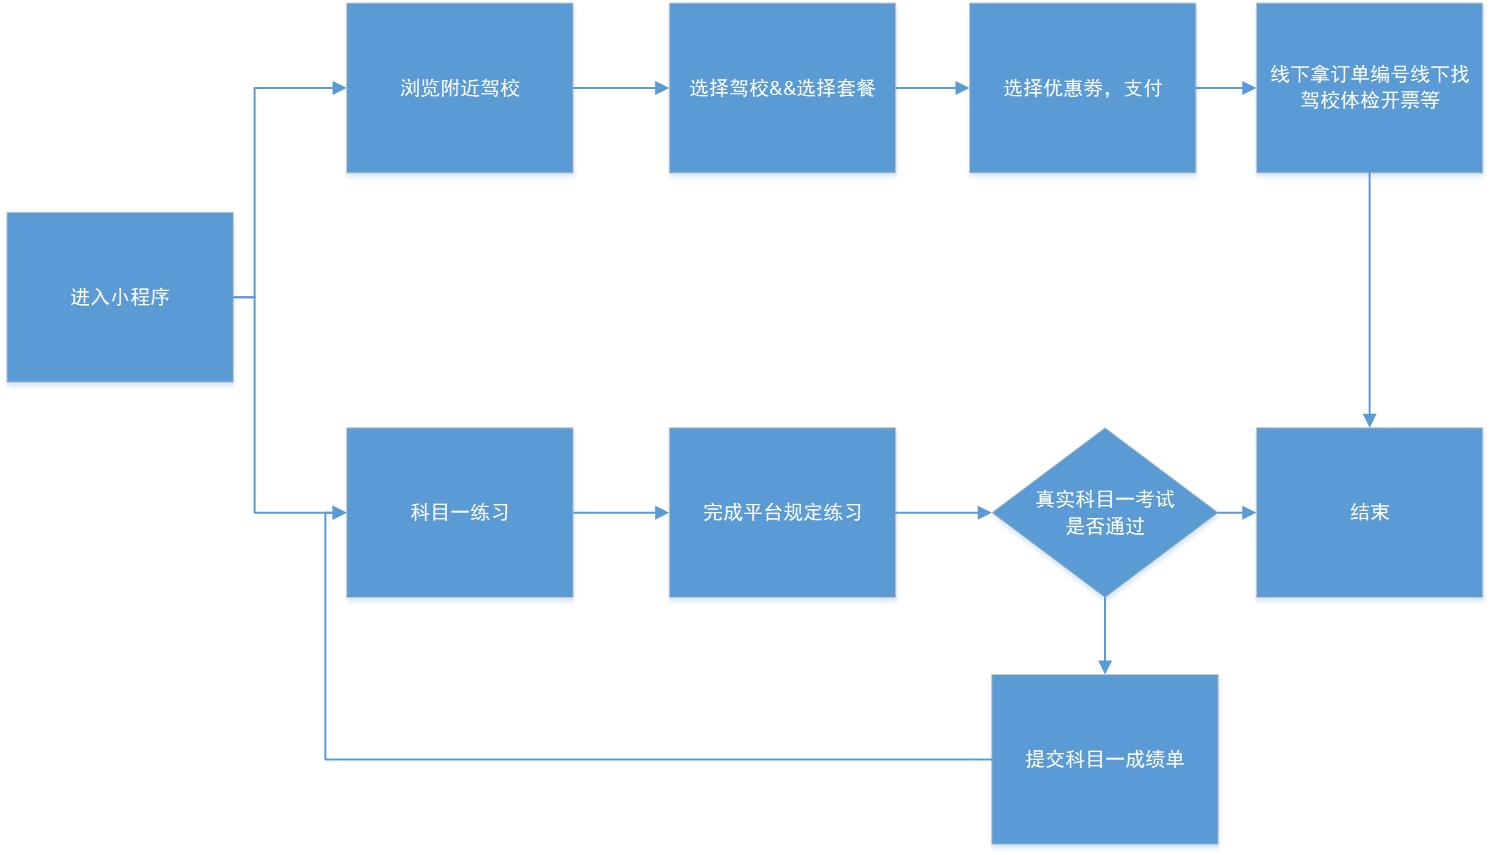 浏览附近驾校
选择驾校&&选择套餐
选择优惠劵，支付
线下拿订单编号线下找
驾校体检开票等
进入小程序
科目一练习
完成平台规定练习
真实科目一考试
是否通过
结束
提交科目一成绩单